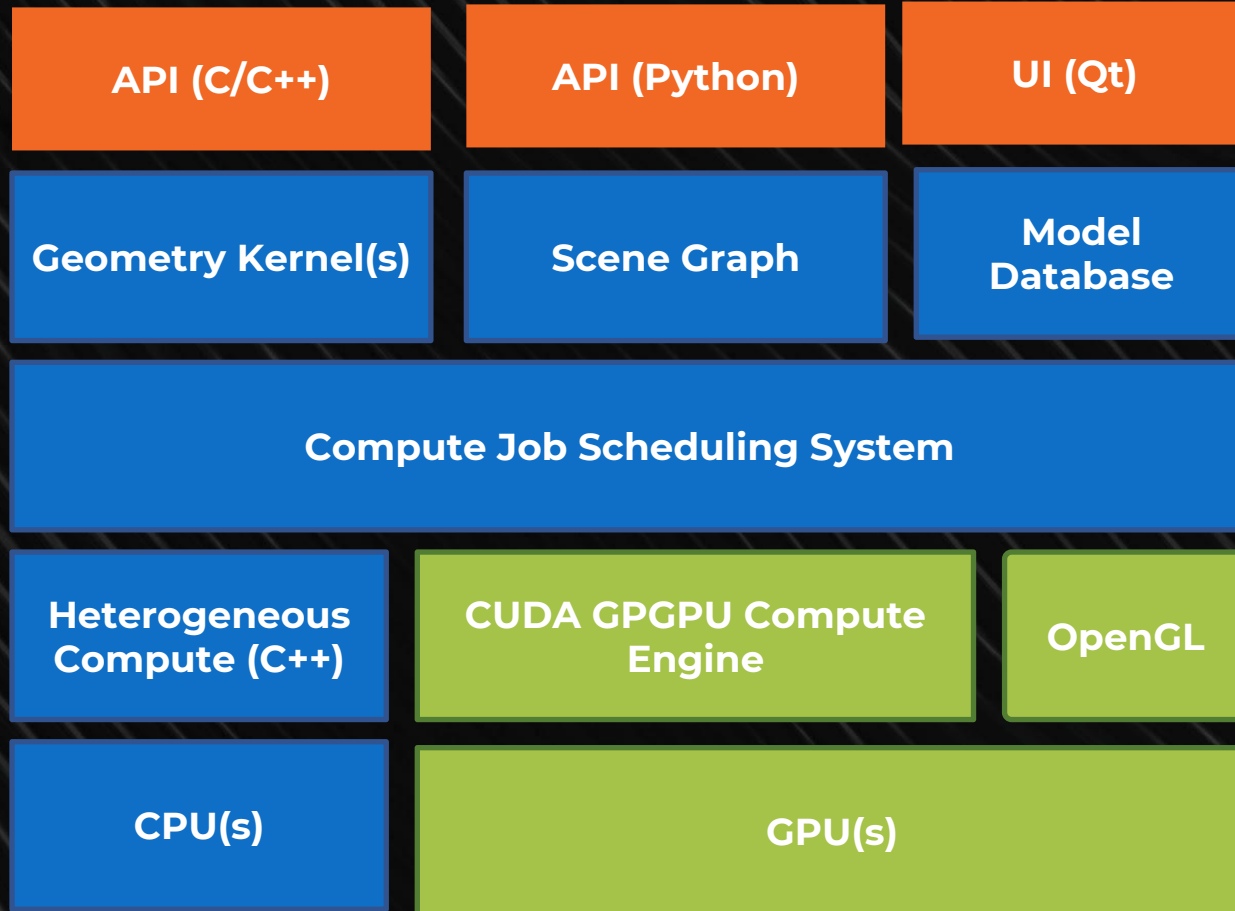 API (C/C++)
API (Python)
UI (Qt)
Geometry Kernel(s)
Scene Graph
Model
Database
Compute Job Scheduling System
Heterogeneous
Compute (C++)
CUDA GPGPU Compute
Engine
OpenGL
CPU(s)
GPU(s)